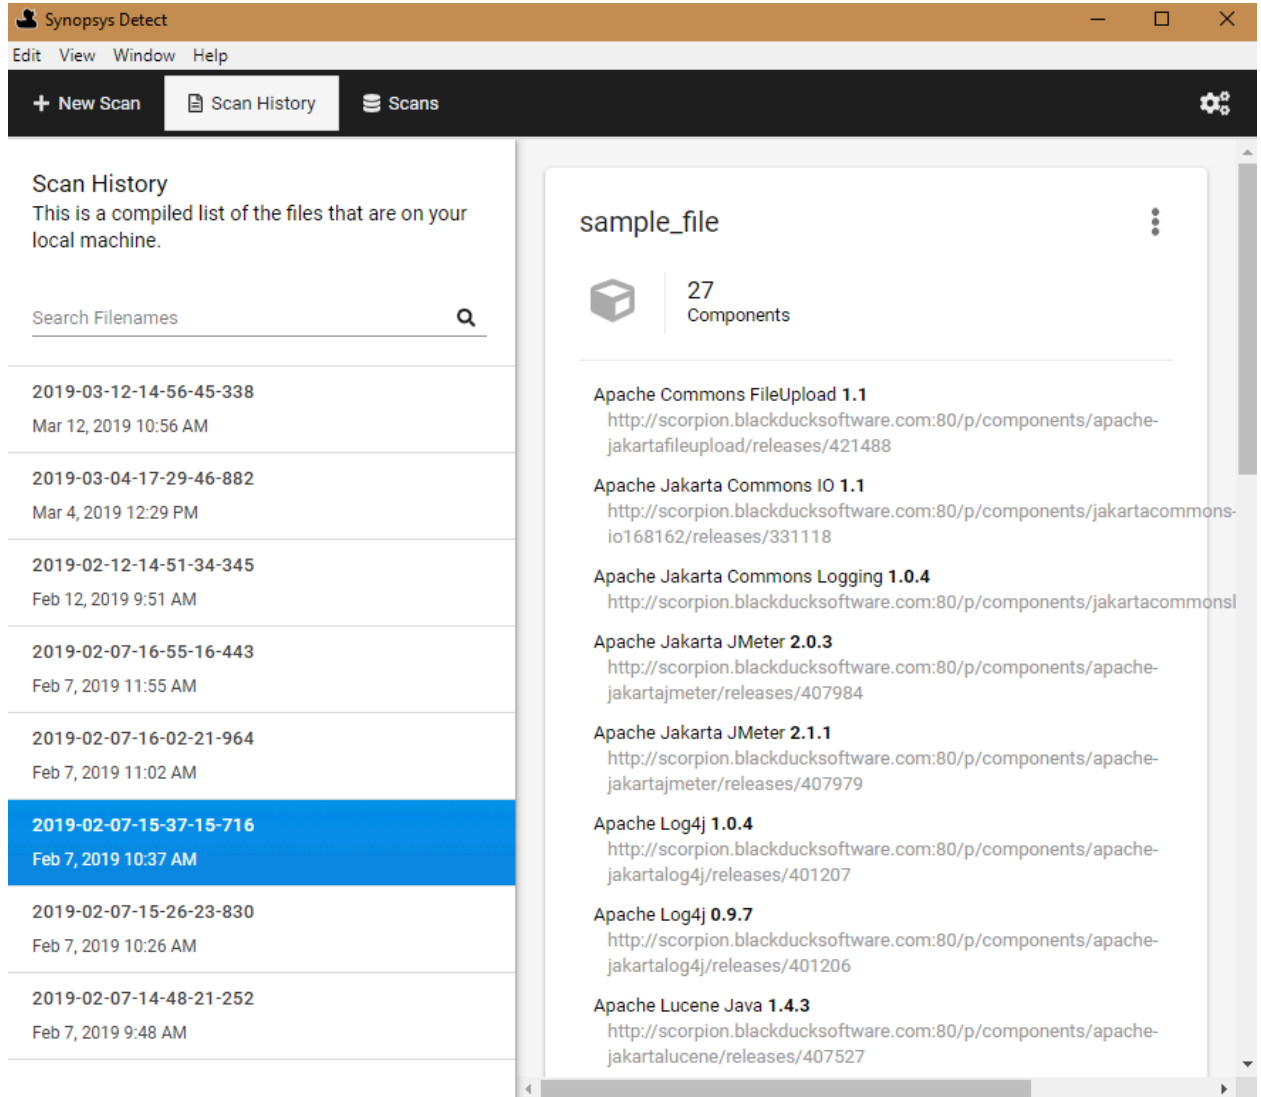 Synopsys Detect
Edit View Window Help
New Scan Scan History Scans
Scan History
This is a compiled list of the files that are on your
local machine.
Search Filenames
2019-03-12-14-56-45-338
Mar 12, 2019 10:56 AM
2019-03-04-17-29-46-882
Mar 4, 2019 12:29 PM
2019-02-12-14-51-34-345
Feb 12, 2019 9:51 AM
2019-02-07-16-55-16-443
Feb 7, 2019 11:55 AM
2019-02-07-16-02-21-964
Feb 7, 2019 11:02 AM
2019-02-07-15-37-15-716
Feb 7, 2019 10:37 AM
2019-02-07-15-26-23-830
Feb 7, 2019 10:26 AM
2019-02-07-14-48-21-252
Feb 7, 2019 9:48 AM
sample_file
27
Components
Apache Commons FileUpload 1.1
http://scorpion.blackducksoftware.com:80/p/components/apache-
jakartafileupload/releases/421488
Apache Jakarta Commons IO 1.1
http://scorpion.blackducksoftware.com:80/p/components/jakartacommons-
io168162/releases/331118
Apache Jakarta Commons Logging 1.0.4
http://scorpion.blackducksoftware.com:80/p/components/jakartacommonsl
Apache Jakarta JMeter 2.0.3
http://scorpion.blackducksoftware.com:80/p/components/apache-
jakartajmeter/releases/407984
Apache Jakarta JMeter 2.1.1
http://scorpion.blackducksoftware.com:80/p/components/apache-
jakartajmeter/releases/407979
Apache Log4j 1.0.4
http://scorpion.blackducksoftware.com:80/p/components/apache-
jakartalog4j/releases/401207
Apache Log4j 0.9.7
http://scorpion.blackducksoftware.com:80/p/components/apache-
jakartalog4j/releases/401206
Apache Lucene Java 1.4.3
http://scorpion.blackducksoftware.com:80/p/components/apache-
jakartalucene/releases/407527